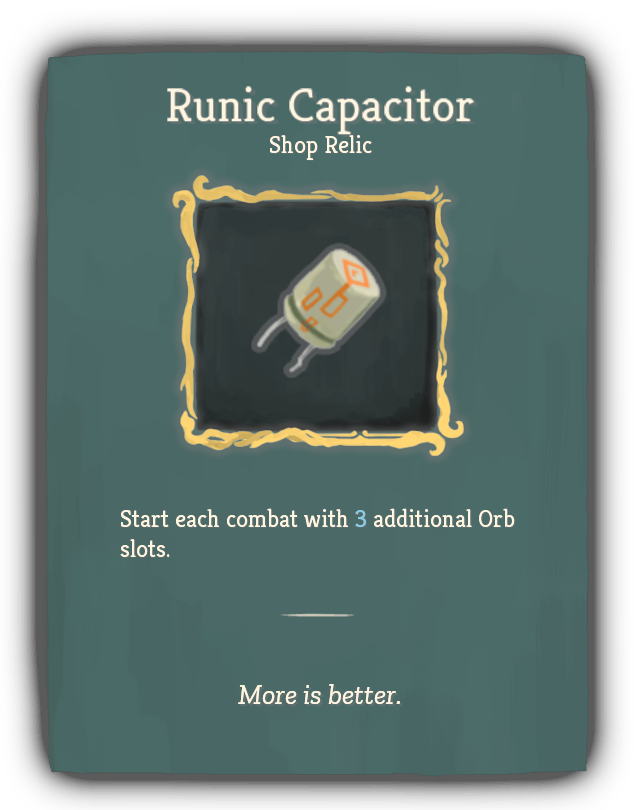 Runic Capacitor
Shop Relic
Start each combat with 3 additional Orb
slots.
More is better.